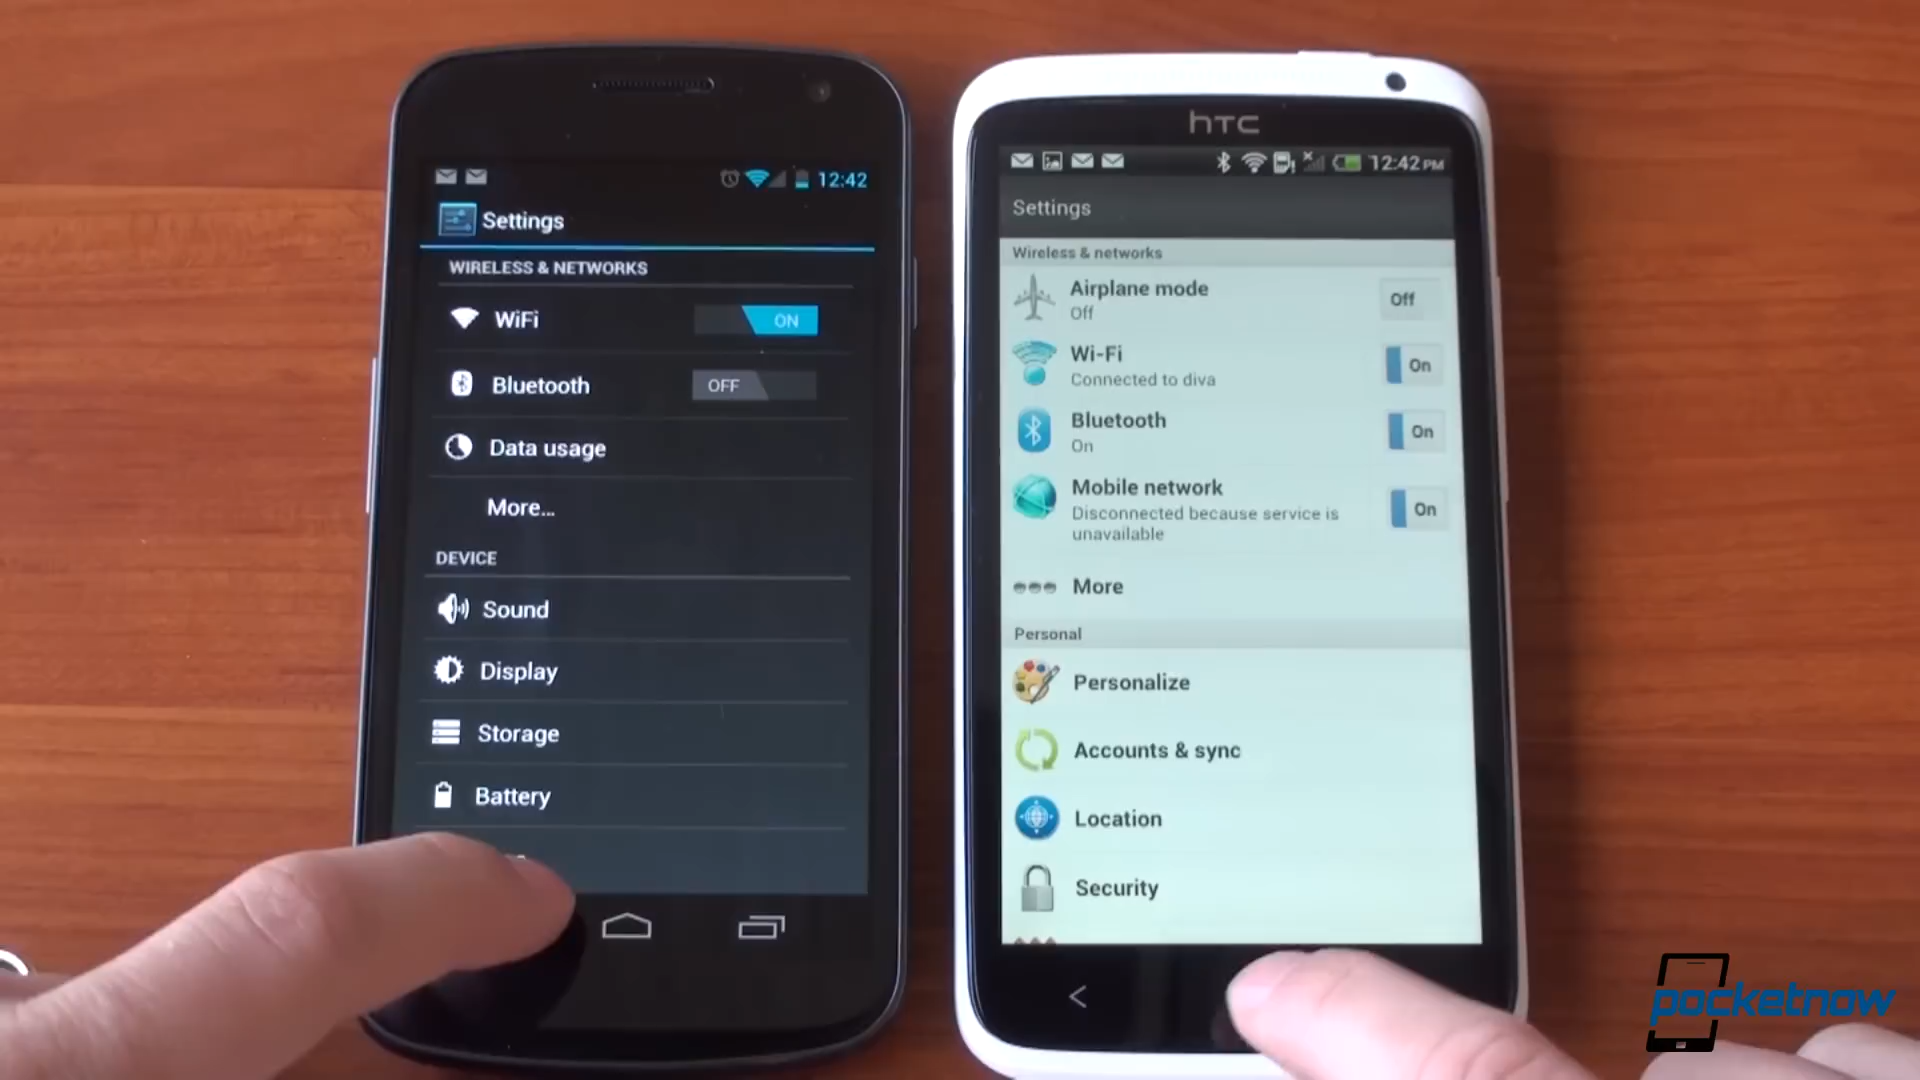 12:42
Settings
WIRELESS & NETWORKS
WiFi
ON
Bluetooth
OFF
Data usage
More...
DEVICE
Sound
Display
Storage
Battery
hTC
12:42 PM
Settings
Wireless & networks
Airplane mode
Off
Off
Wi-Fi
Connected to diva
On
Bluetooth
On
On
Mobile network
Disconnected because service is
unavailable
On
More
Personal
Personalize
Accounts & sync
Location
Security
pocketnow